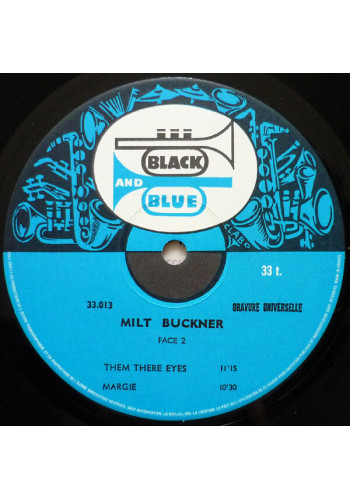 BLACK
AND
BLUE
CLABO
33 t.
33.013
GRAVURE UNIVERSELLE
MILT BUCKNER
FACE 2
THEM THERE EYES 11'15
MARGIE 10'30